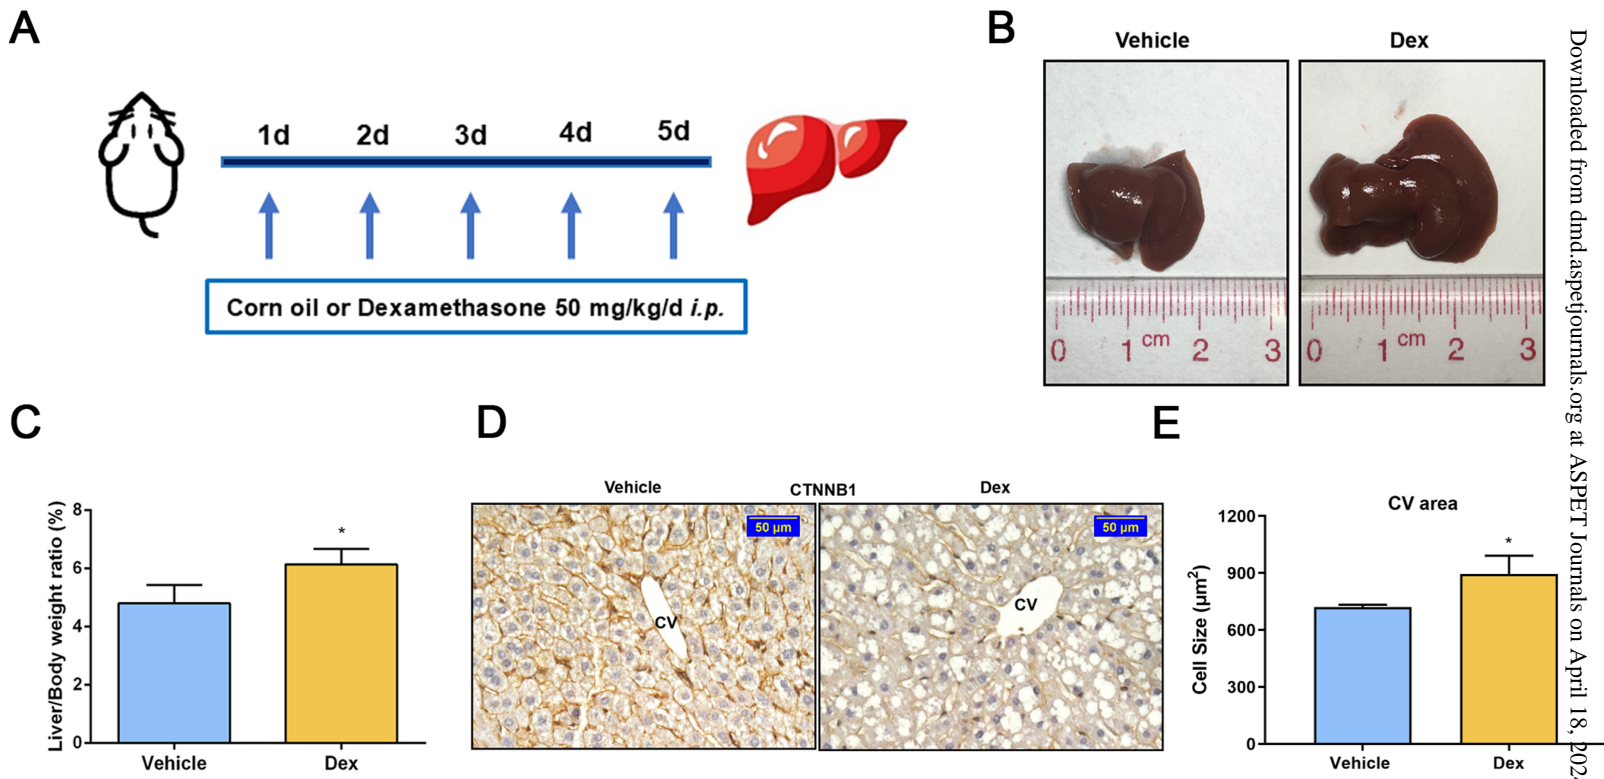 A
1d 2d 3d 4d 5d
Corn oil or Dexamethasone 50 mg/kg/d i.p.
B
Vehicle Dex
0 1 cm 2 3
0 1 cm 2 3
C
Liver/Body weight ratio (%)
8
6
4
2
0
*
Vehicle Dex
D
Vehicle CTNNB1 Dex
50 µm
CV
50 µm
CV
E
CV area
Cell Size (µm²)
1200
900
600
300
0
*
Vehicle Dex
Downloaded from dmd.aspetjournals.org at ASPET Journals on April 18,